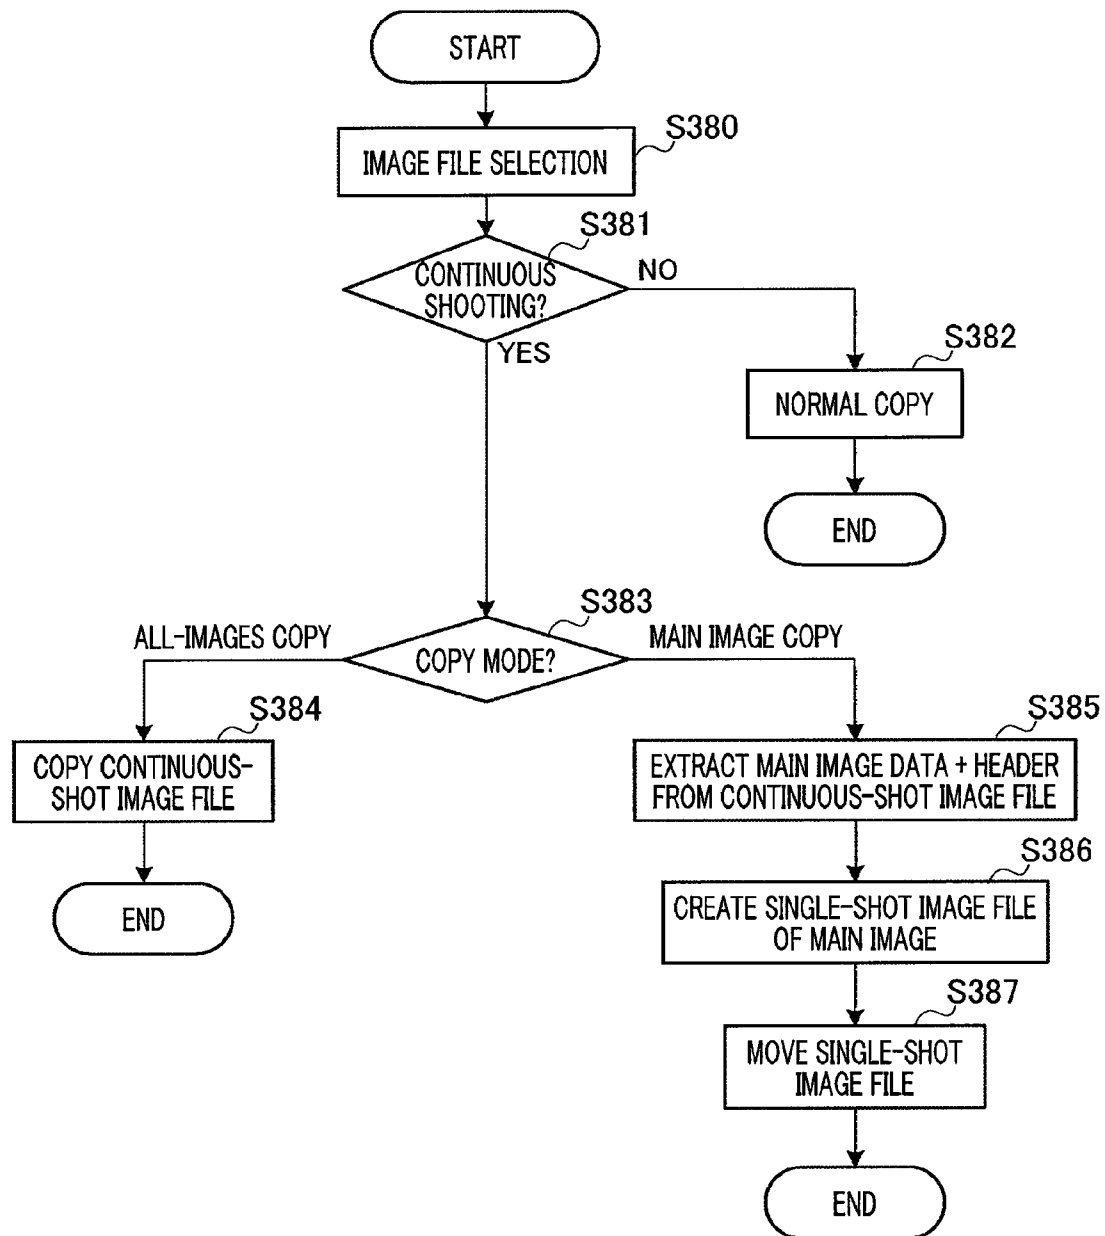 START
S380
IMAGE FILE SELECTION
S381
CONTINUOUS
SHOOTING?
NO
YES
S382
NORMAL COPY
END
S383
ALL-IMAGES COPY
COPY MODE?
MAIN IMAGE COPY
S384
COPY CONTINUOUS-
SHOT IMAGE FILE
END
S385
EXTRACT MAIN IMAGE DATA + HEADER
FROM CONTINUOUS-SHOT IMAGE FILE
S386
CREATE SINGLE-SHOT IMAGE FILE
OF MAIN IMAGE
S387
MOVE SINGLE-SHOT
IMAGE FILE
END